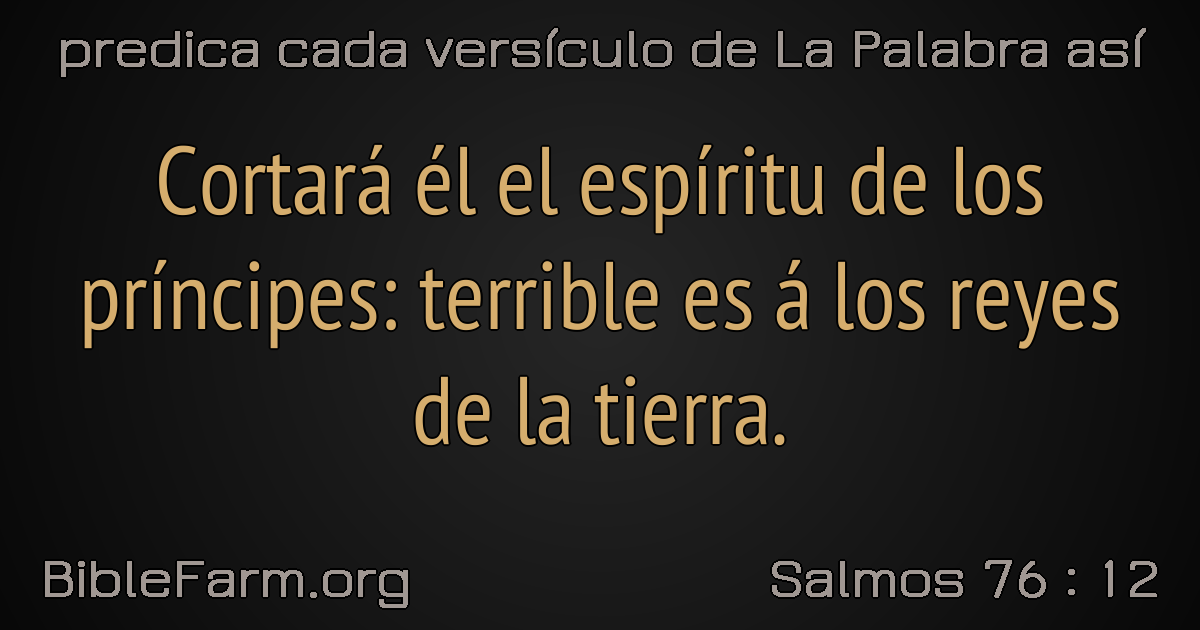 predica cada versículo de La Palabra así
Cortará él el espíritu de los
príncipes: terrible es á los reyes
de la tierra.
BibleFarm.org
Salmos 76 : 12